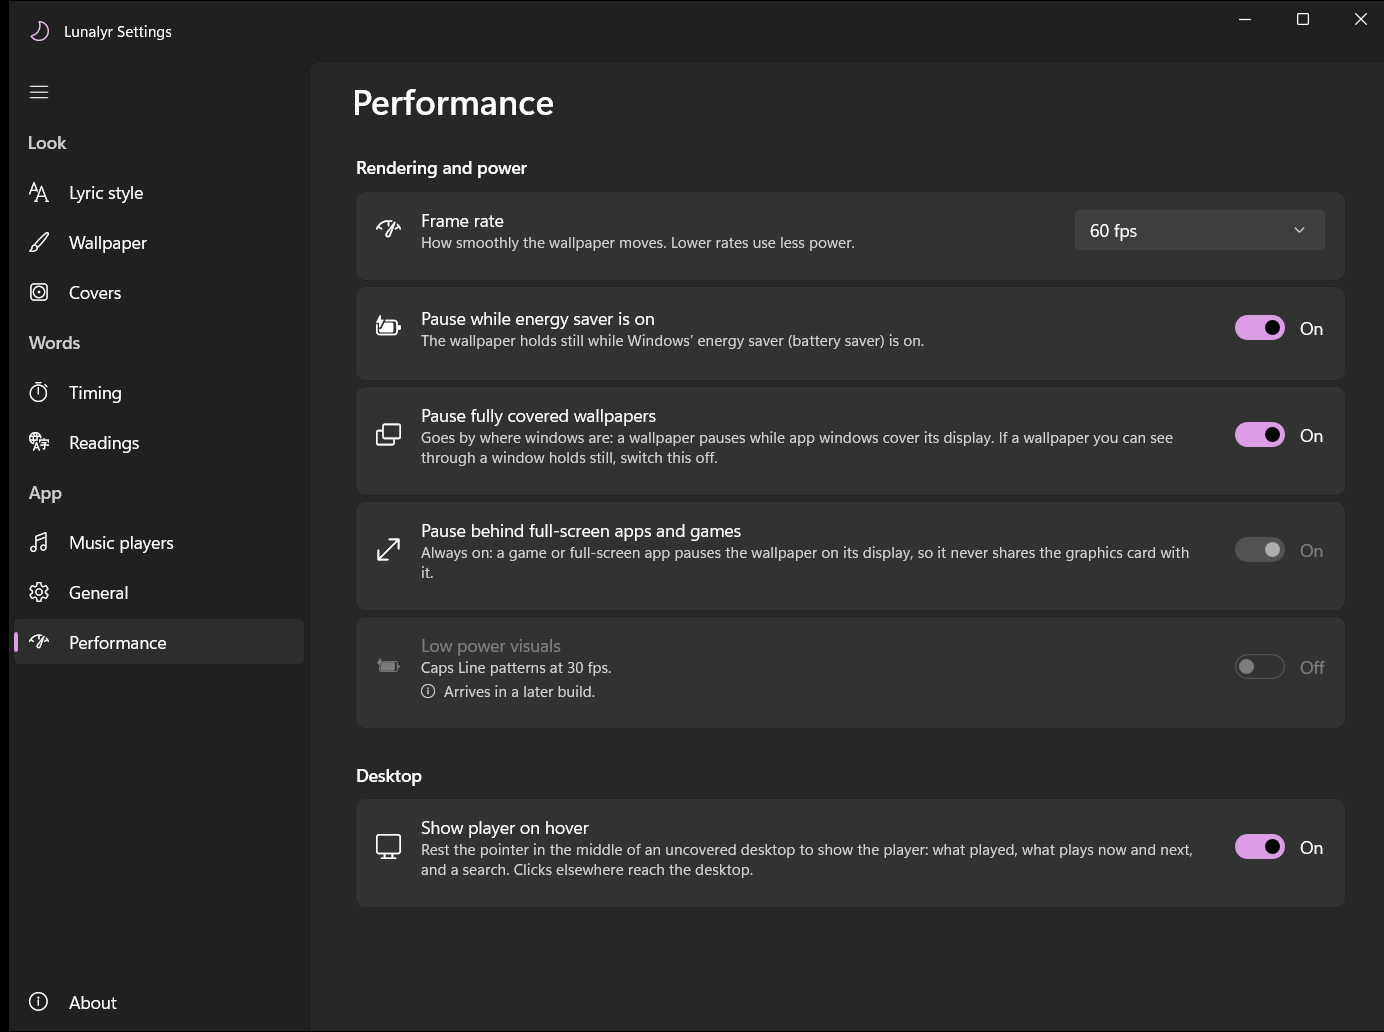 Lunalyr Settings
Look
Lyric style
Wallpaper
Covers
Words
Timing
Readings
App
Music players
General
Performance
About
Performance
Rendering and power
Frame rate
How smoothly the wallpaper moves. Lower rates use less power.
60 fps
Pause while energy saver is on
The wallpaper holds still while Windows’ energy saver (battery saver) is on.
On
Pause fully covered wallpapers
Goes by where windows are: a wallpaper pauses while app windows cover its display. If a wallpaper you can see
through a window holds still, switch this off.
On
Pause behind full-screen apps and games
Always on: a game or full-screen app pauses the wallpaper on its display, so it never shares the graphics card with
it.
On
Low power visuals
Caps Line patterns at 30 fps.
Arrives in a later build.
Off
Desktop
Show player on hover
Rest the pointer in the middle of an uncovered desktop to show the player: what played, what plays now and next,
and a search. Clicks elsewhere reach the desktop.
On